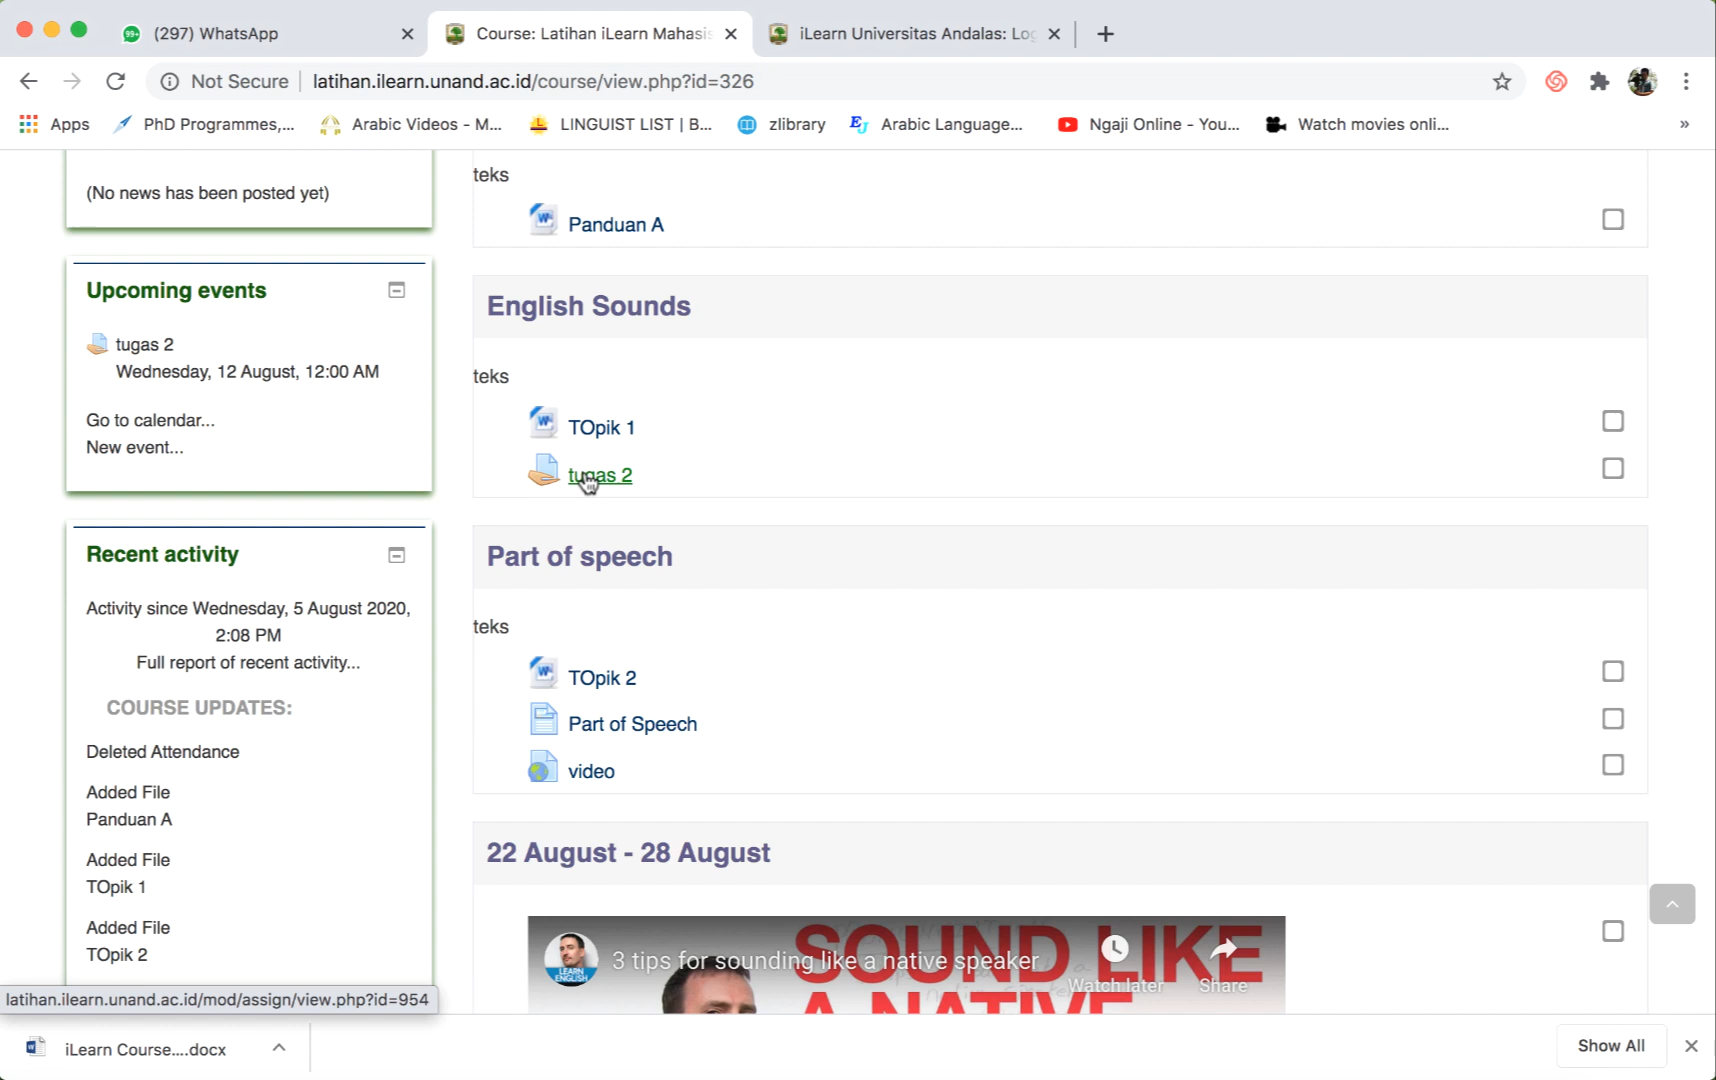 (297) WhatsApp
Course: Latihan iLearn Mahasis
iLearn Universitas Andalas: Log
Not Secure
latihan.ilearn.unand.ac.id/course/view.php?id=326
Apps
PhD Programmes,...
Arabic Videos - M...
LINGUIST LIST | B...
zlibrary
Arabic Language...
Ngaji Online - You...
Watch movies onli...
»
(No news has been posted yet)
Upcoming events
tugas 2
Wednesday, 12 August, 12:00 AM
Go to calendar...
New event...
Recent activity
Activity since Wednesday, 5 August 2020,
2:08 PM
Full report of recent activity...
COURSE UPDATES:
Deleted Attendance
Added File
Panduan A
Added File
TOpik 1
Added File
TOpik 2
teks
Panduan A
English Sounds
teks
TOpik 1
tugas 2
Part of speech
teks
TOpik 2
Part of Speech
video
22 August - 28 August
LEARN
ENGLISH
3 tips for sounding like a native speaker
SOUND LIKE
A NATIVE
Watch later
Share
latihan.ilearn.unand.ac.id/mod/assign/view.php?id=954
iLearn Course....docx
Show All